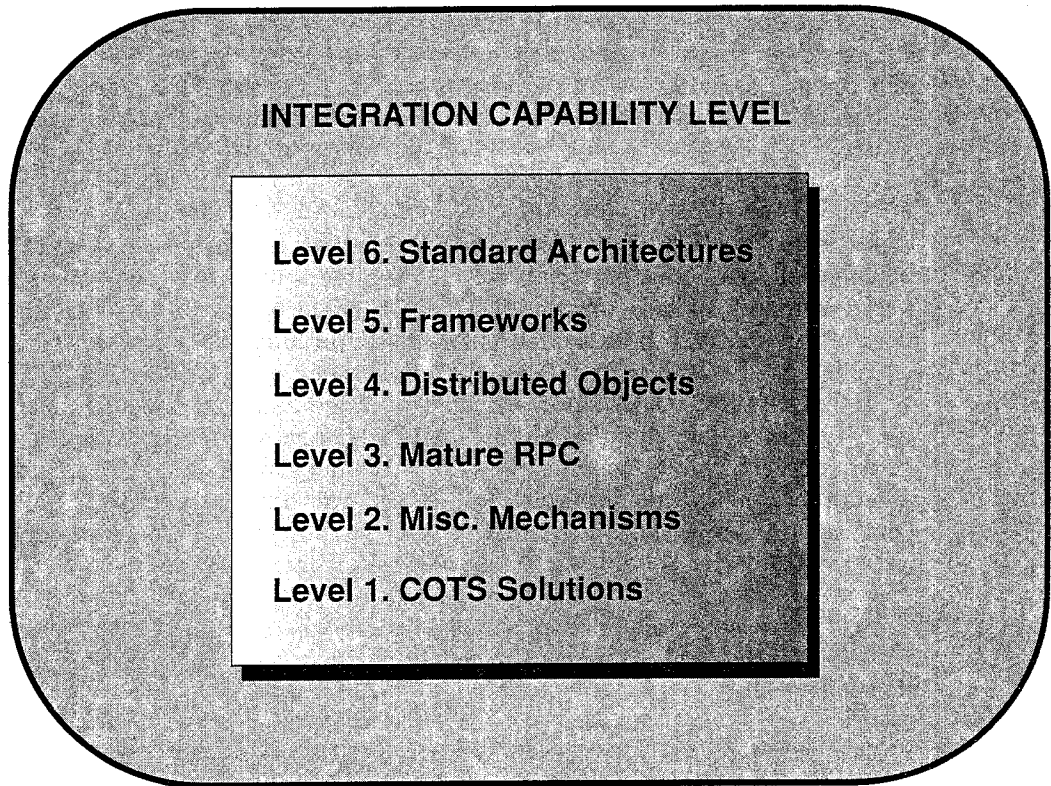 INTEGRATION CAPABILITY LEVEL
Level 6. Standard Architectures
Level 5. Frameworks
Level 4. Distributed Objects
Level 3. Mature RPC
Level 2. Misc. Mechanisms
Level 1. COTS Solutions